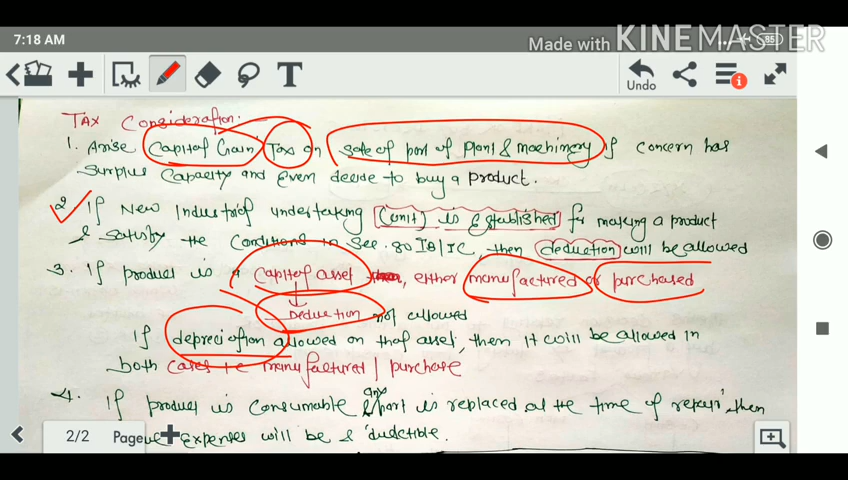 7:18 AM
Made with KINEMASTER
85
T
Undo
Tax Consideration.
1. Arise Capital Gain Tax on sale of part of plant & machinery if concern has
surplus capacity and even decide to buy a product.
2 If New Industrial undertaking (unit) is established for making a product
& satisfy the conditions in Sec. 80 IB/IC, then deduction will be allowed
3. If product is a capital asset, either manufactured or purchased
Deduction not allowed
If depreciation allowed on that asset, then it will be allowed in
both cases i.e manufactured / purchase
4. If product is consumable & any part is replaced at the time of repair, then
expenses will be deductible.
2/2 Page